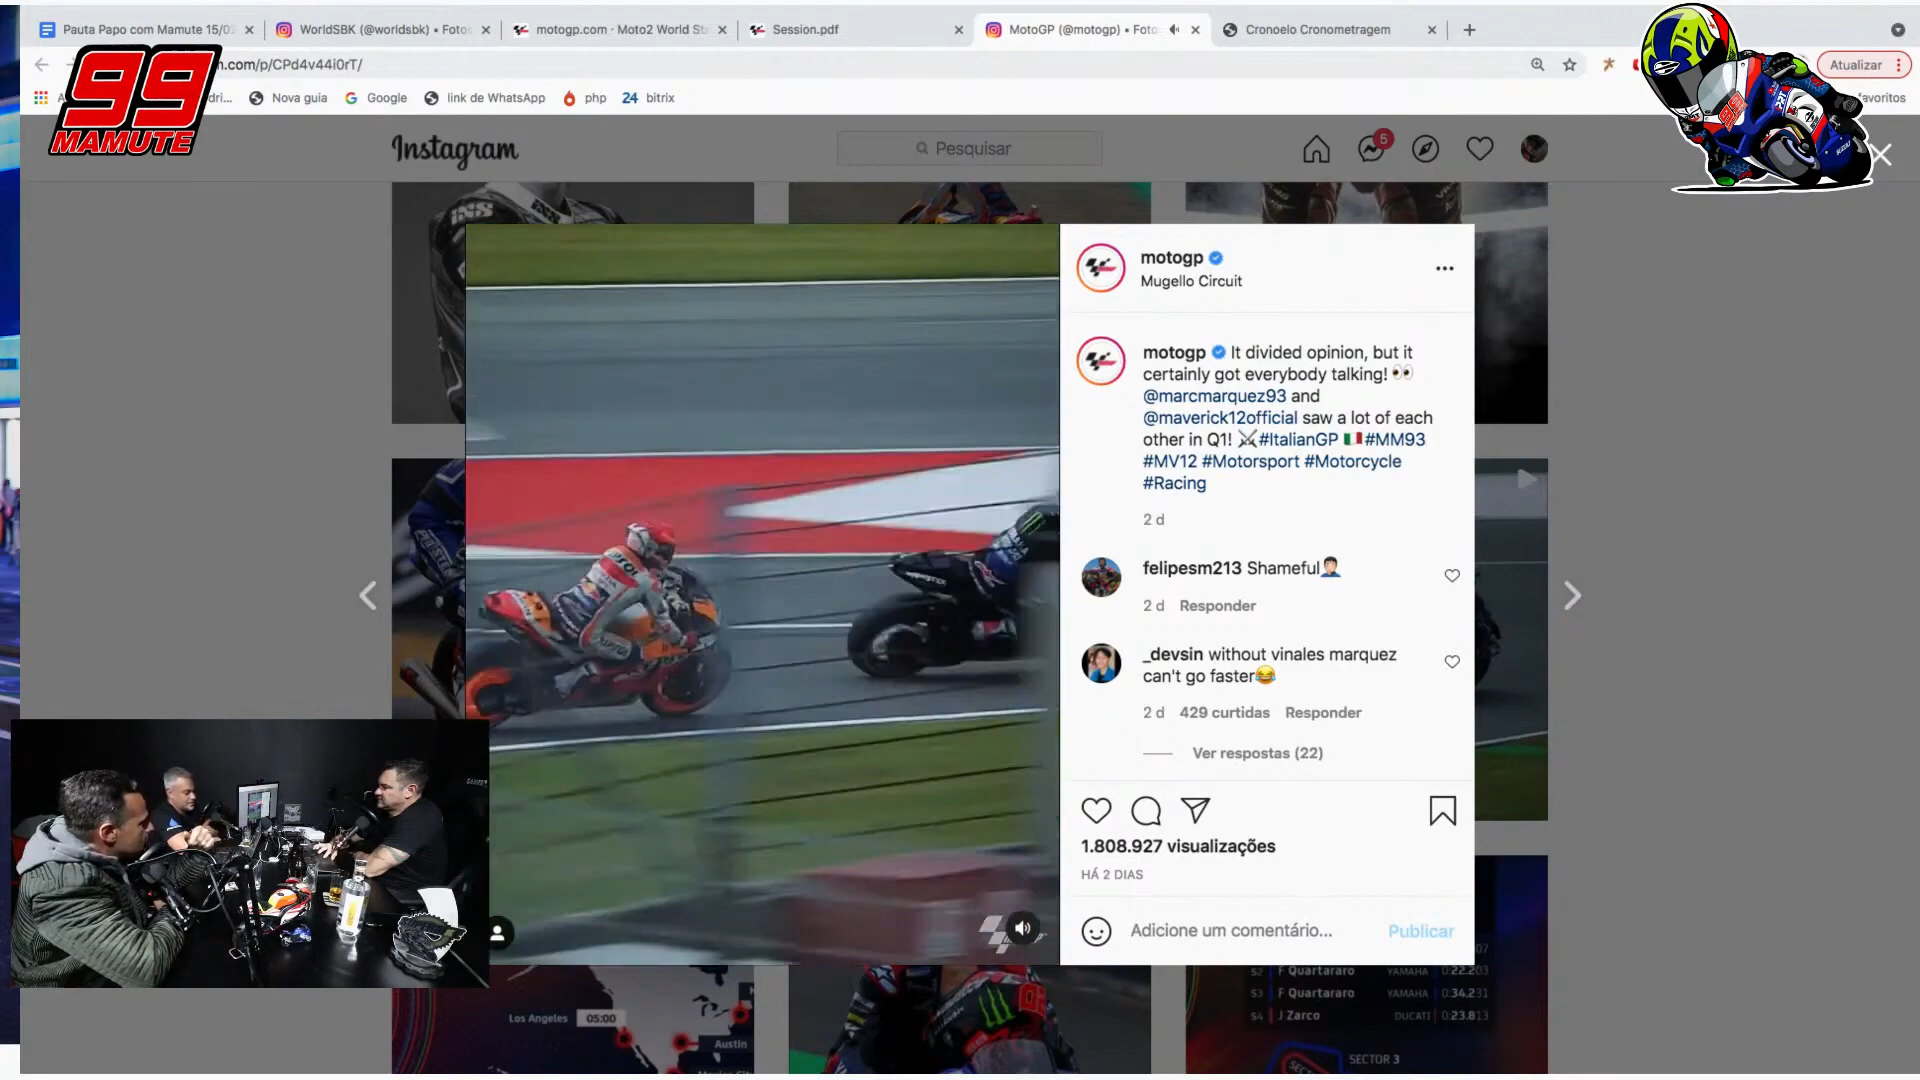 Pauta Papo com Mamute 15/0
WorldSBK (@worldsbk) • Fotos
motogp.com · Moto2 World St
Session.pdf
MotoGP (@motogp) • Foto
Cronoelo Cronometragem
n.com/p/CPd4v44i0rT/
Atualizar
Nova guia
Google
link de WhatsApp
php
24 bitrix
favoritos
99
MAMUTE
Instagram
Pesquisar
5
motogp
Mugello Circuit
motogp It divided opinion, but it
certainly got everybody talking! 👀
@marcmarquez93 and
@maverick12official saw a lot of each
other in Q1! ⚔#ItalianGP 🇮🇹#MM93
#MV12 #Motorsport #Motorcycle
#Racing
2 d
felipesm213 Shameful🤦🏻‍♂️
2 d Responder
_devsin without vinales marquez
can't go faster😂
2 d 429 curtidas Responder
Ver respostas (22)
1.808.927 visualizações
HÁ 2 DIAS
Adicione um comentário...
Publicar
S2 F Quartararo YAMAHA 0:22.203
S3 F Quartararo YAMAHA 0:34.231
S4 J Zarco DUCATI 0:23.813
SECTOR 3
Los Angeles 05:00
Austin